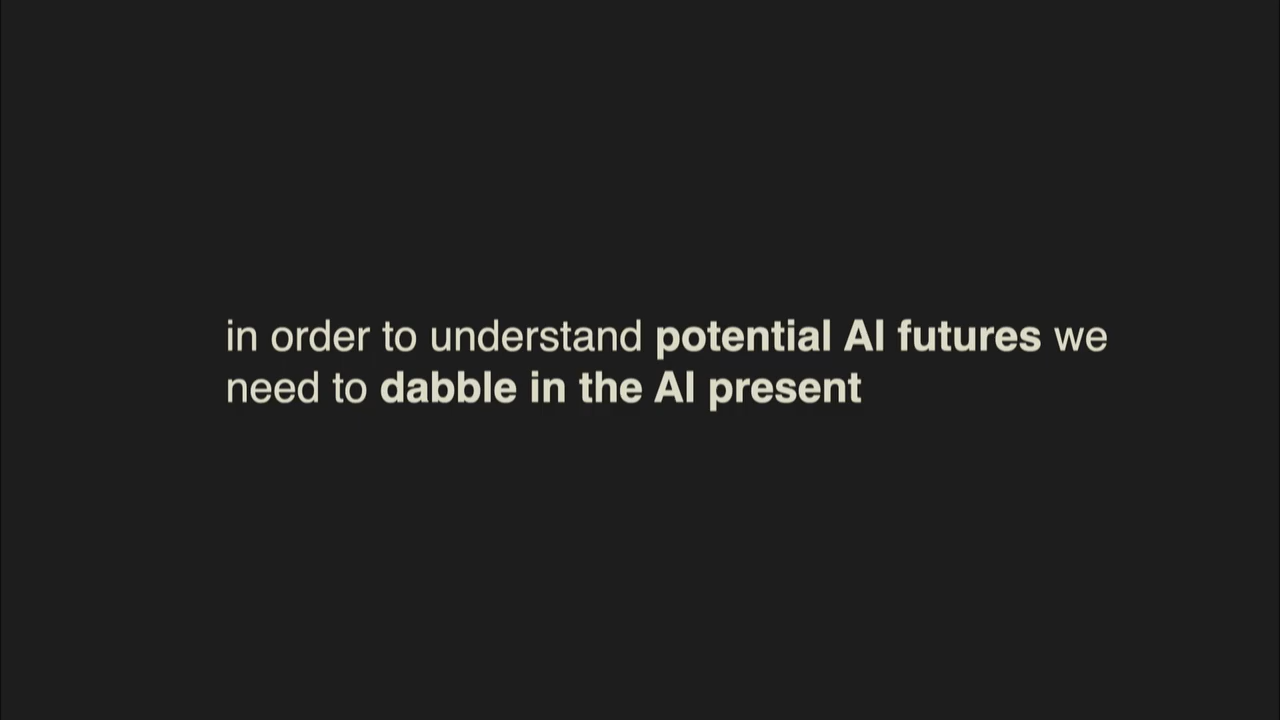 in order to understand potential AI futures we
need to dabble in the AI present